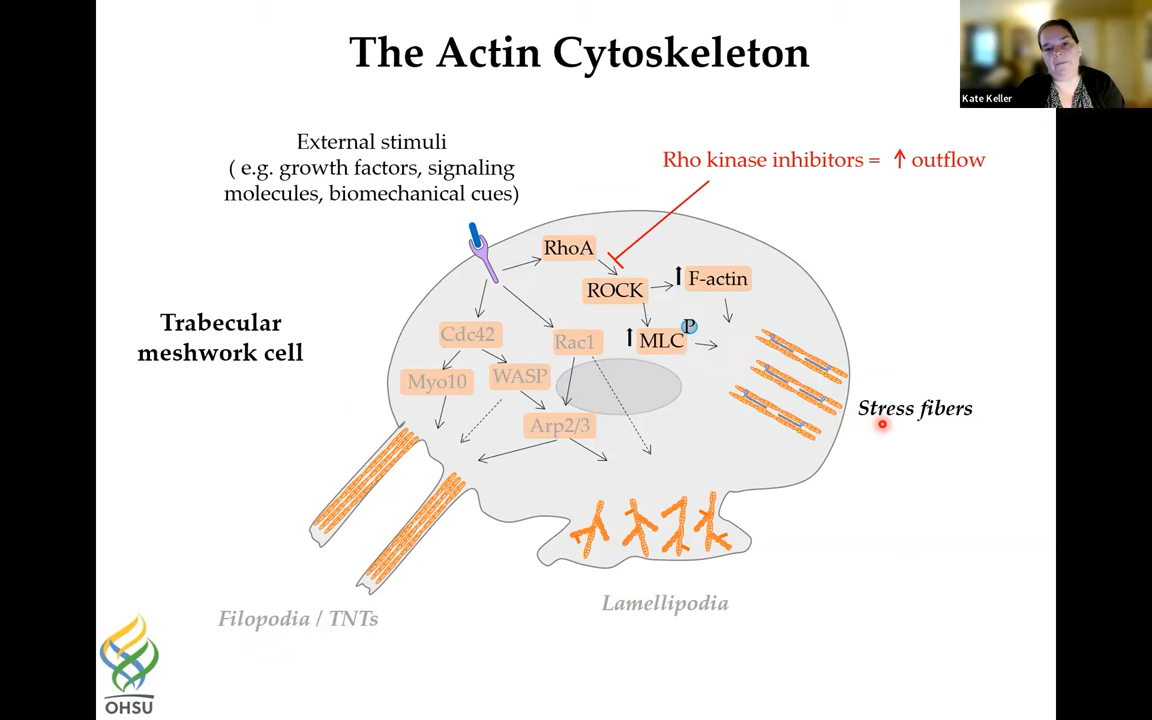 The Actin Cytoskeleton
Kate Keller
External stimuli
( e.g. growth factors, signaling
molecules, biomechanical cues)
Rho kinase inhibitors = ↑ outflow
RhoA
ROCK
F-actin
P
MLC
Cdc42
Rac1
Myo10
WASP
Arp2/3
Trabecular
meshwork cell
Stress fibers
Lamellipodia
Filopodia / TNTs
OHSU